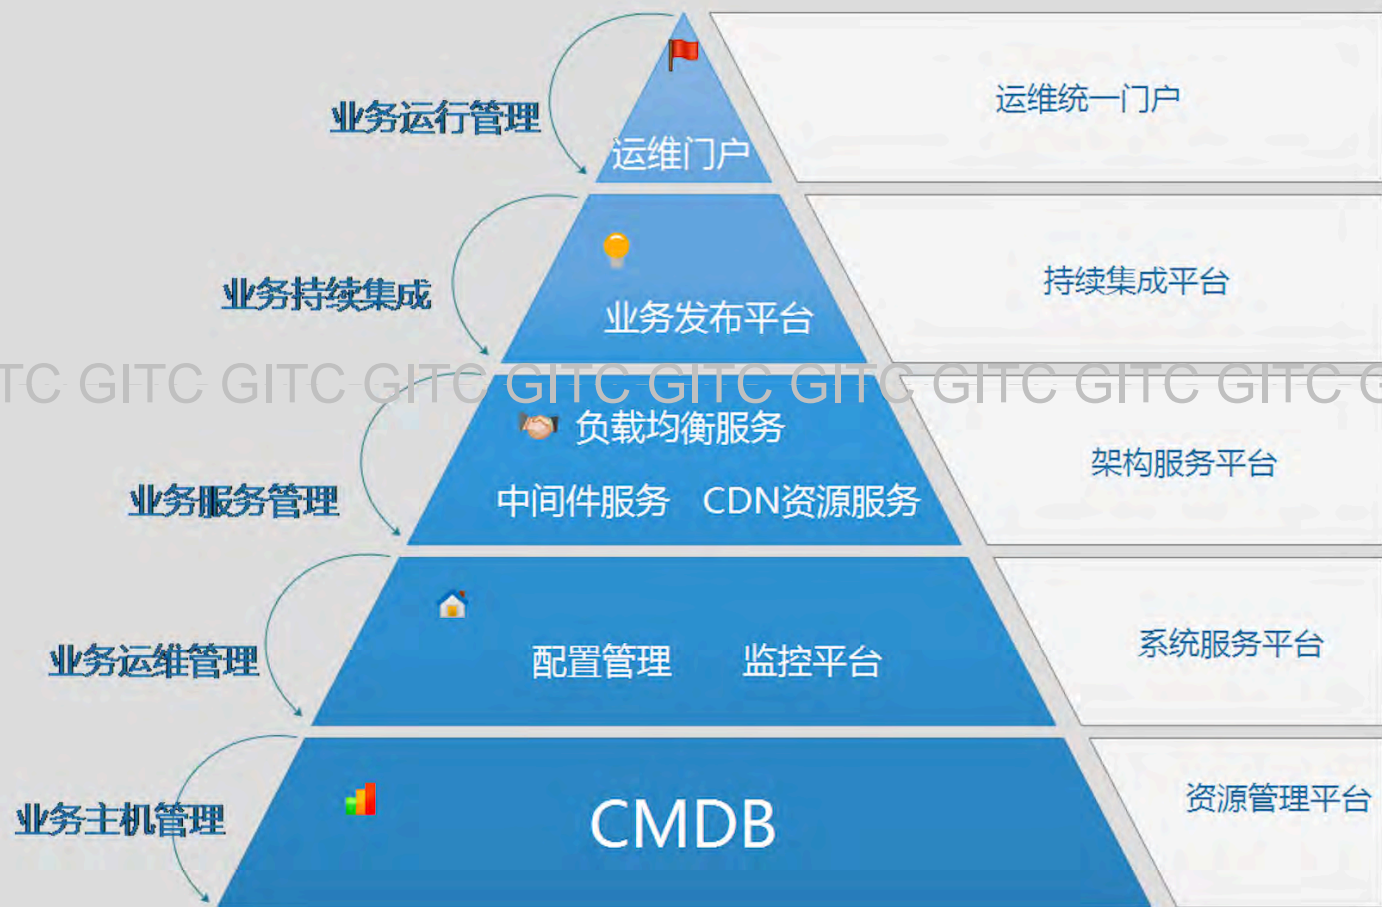 业务运行管理
运维门户
运维统一门户
业务持续集成
业务发布平台
持续集成平台
TC GITC GITC GITC GITC GITC GITC GITC GITC GITC G
业务服务管理
负载均衡服务
中间件服务 CDN资源服务
架构服务平台
业务运维管理
配置管理 监控平台
系统服务平台
业务主机管理
CMDB
资源管理平台